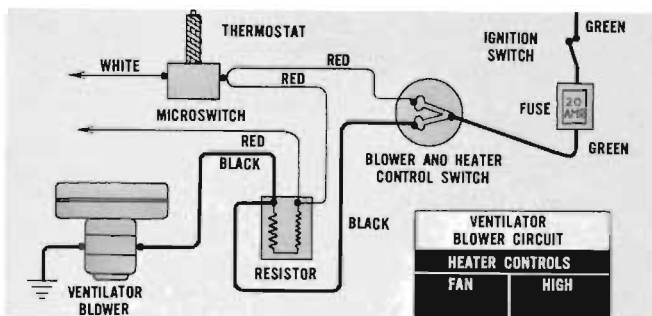 THERMOSTAT
GREEN
IGNITION
SWITCH
RED
WHITE
RED
MICROSWITCH
FUSE
20
AMP
RED
BLACK
BLOWER AND HEATER
CONTROL SWITCH
GREEN
BLACK
RESISTOR
VENTILATOR
BLOWER
VENTILATOR
BLOWER CIRCUIT
HEATER CONTROLS
FAN
HIGH